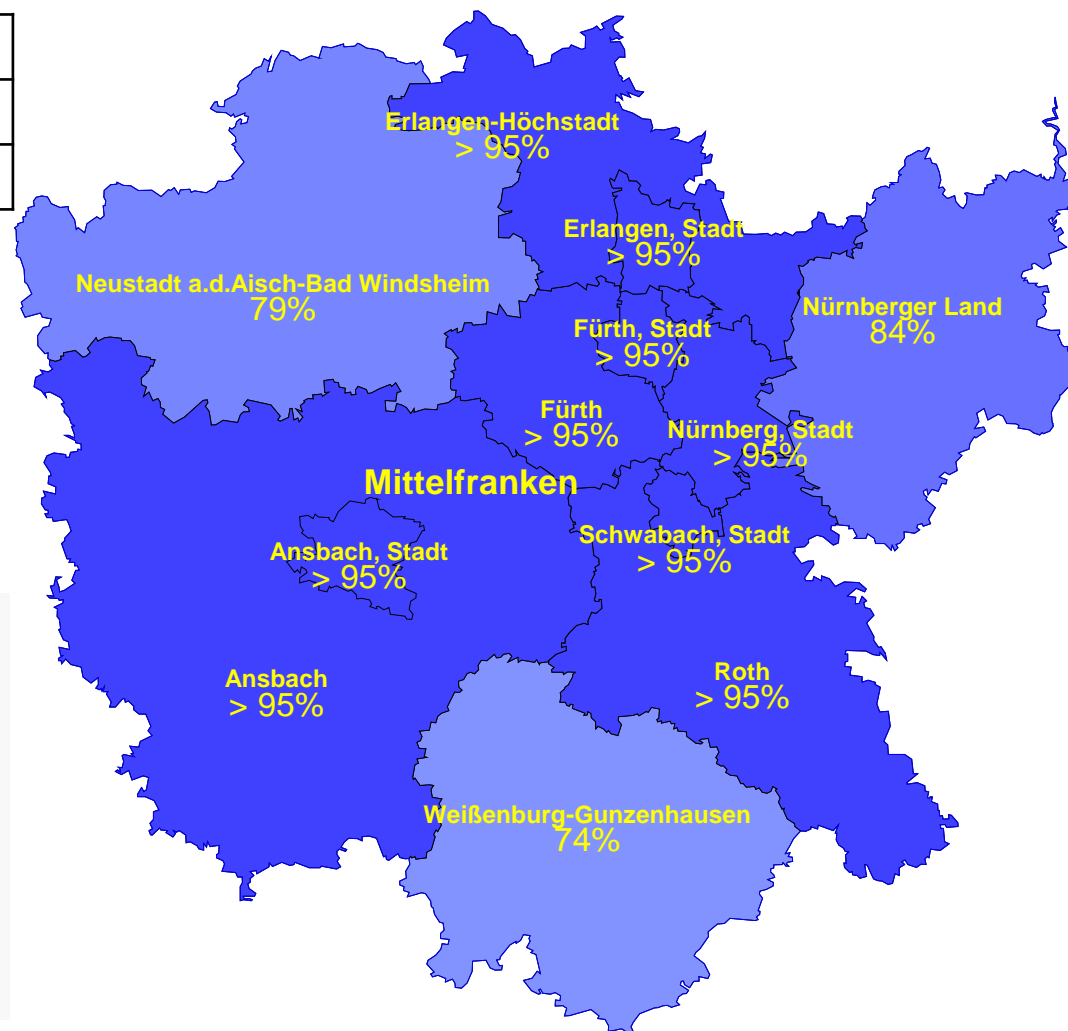 Erlangen-Höchstadt
> 95%
Erlangen, Stadt
> 95%
Neustadt a.d.Aisch-Bad Windsheim
79%
Nürnberger Land
84%
Fürth, Stadt
> 95%
Fürth
> 95%
Nürnberg, Stadt
> 95%
Mittelfranken
Schwabach, Stadt
> 95%
Ansbach, Stadt
> 95%
Roth
> 95%
Ansbach
> 95%
Weißenburg-Gunzenhausen
74%